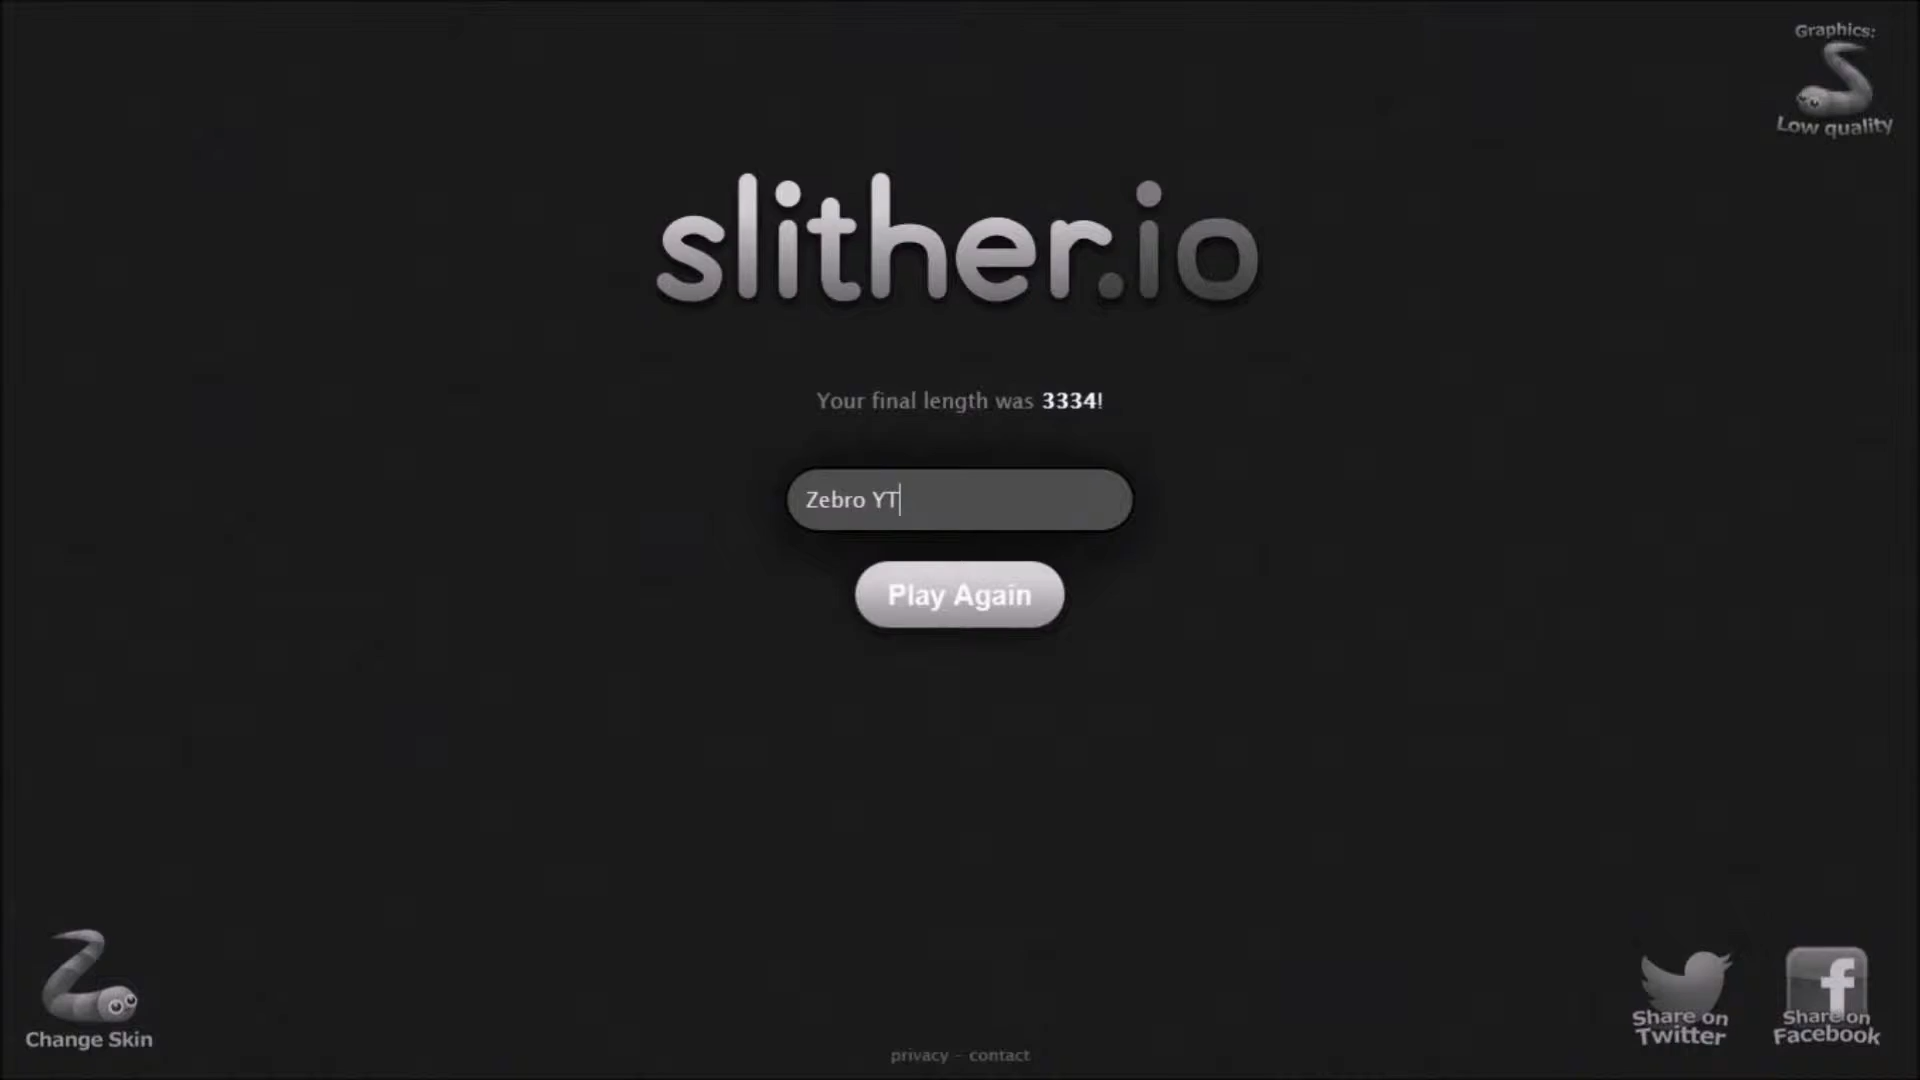 Graphics:
Low quality
slither.io
Your final length was 3334!
Zebro YT
Play Again
Change Skin
Share on
Twitter
Share on
Facebook
privacy - contact